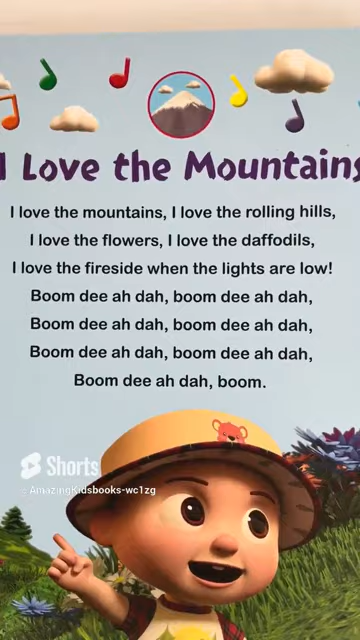 I Love the Mountains
I love the mountains, I love the rolling hills,
I love the flowers, I love the daffodils,
I love the fireside when the lights are low!
Boom dee ah dah, boom dee ah dah,
Boom dee ah dah, boom dee ah dah,
Boom dee ah dah, boom dee ah dah,
Boom dee ah dah, boom.
Shorts
@AmazingKidsbooks-wc1zg